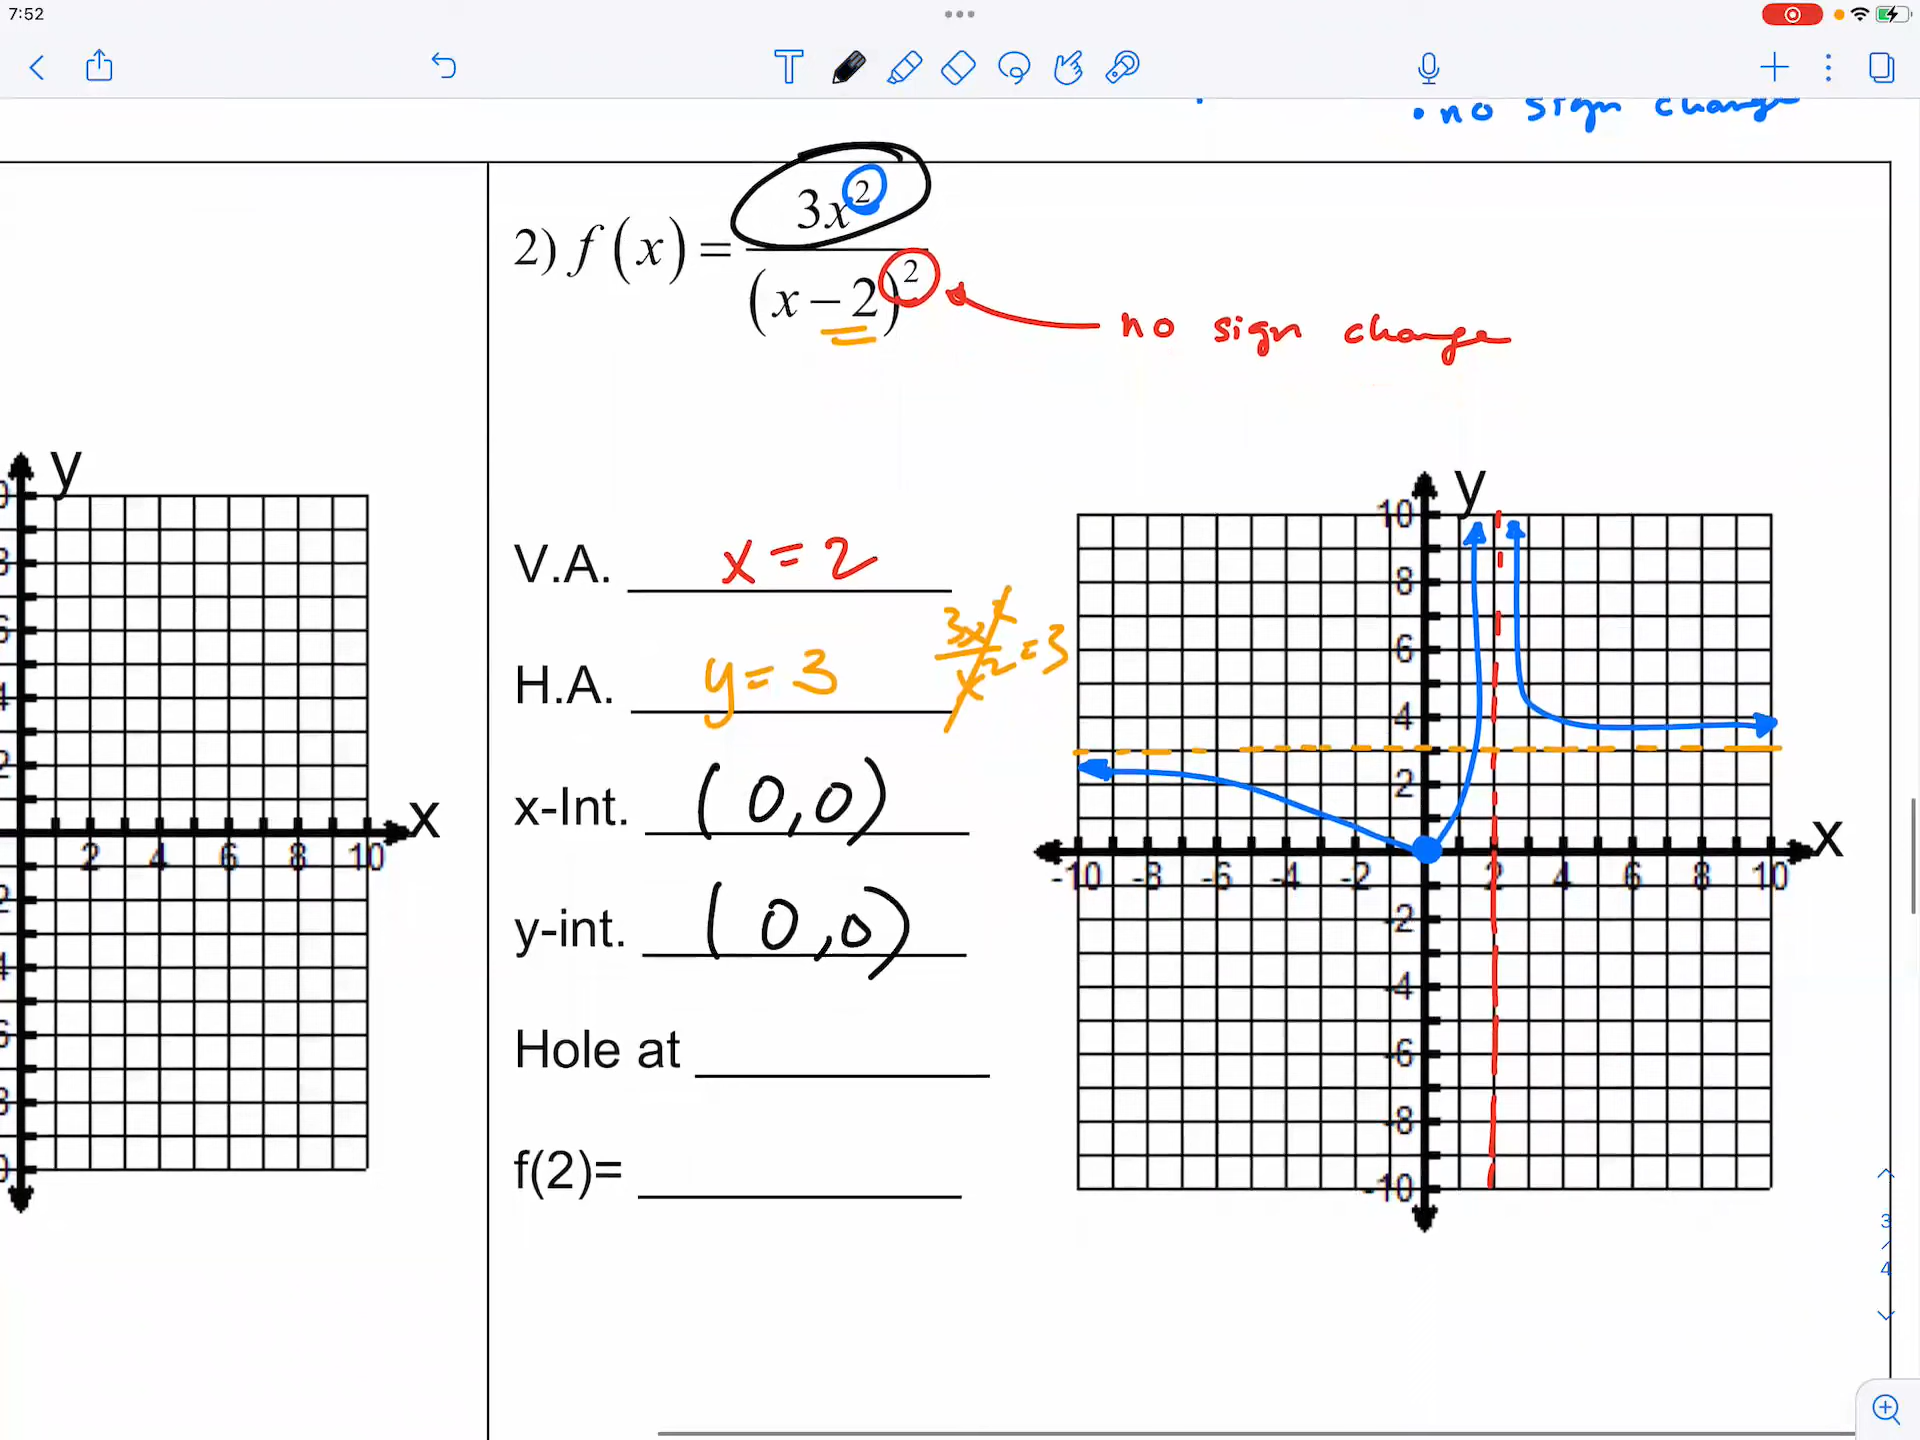 7:52
• no sign change
2) f(x) = 3x² / (x − 2)²
no sign change
V.A. x = 2
H.A. y = 3
3x² / x² = 3
x-Int. (0,0)
y-int. (0,0)
Hole at
f(2)=
y
2 4 6 8 10
x
y
10
8
6
4
2
-10 -8 -6 -4 -2 2 4 6 8 10
x
-2
-4
-6
-8
-10
3
4